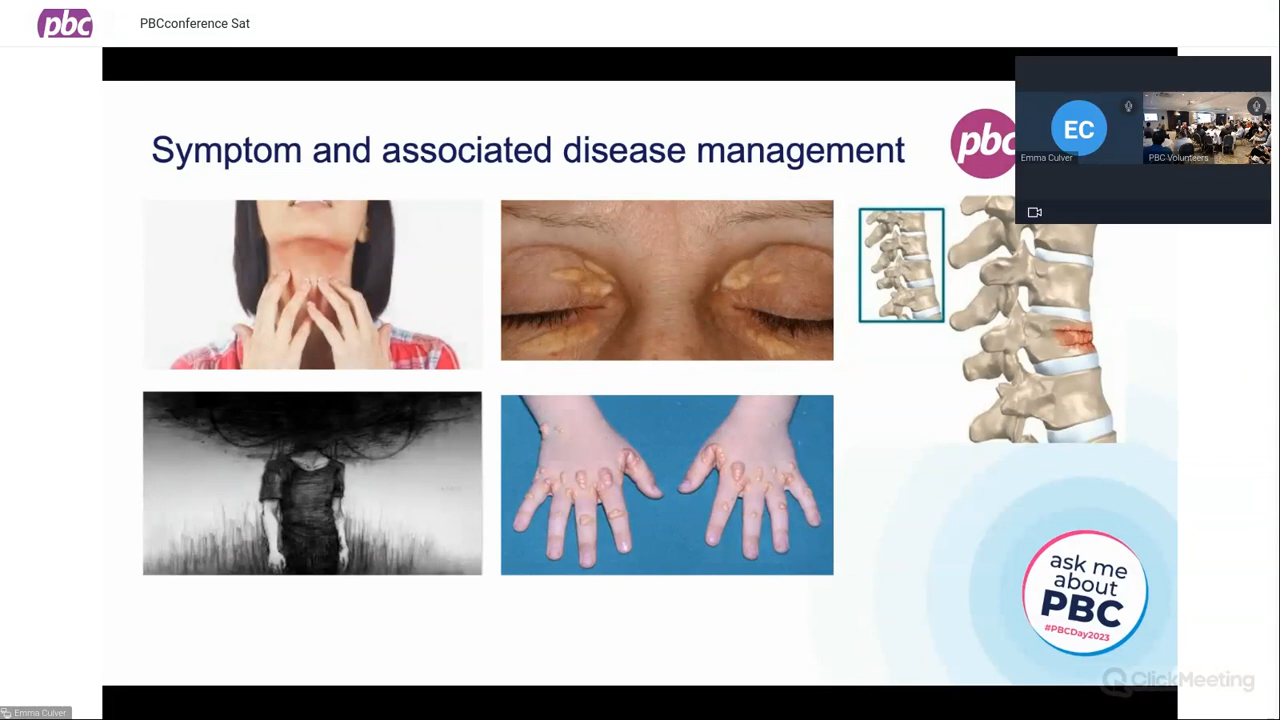 pbc
PBCconference Sat
Symptom and associated disease management
pbc
EC
Emma Culver
PBC Volunteers
ask me
about
PBC
#PBCDay2023
ClickMeeting
Emma Culver